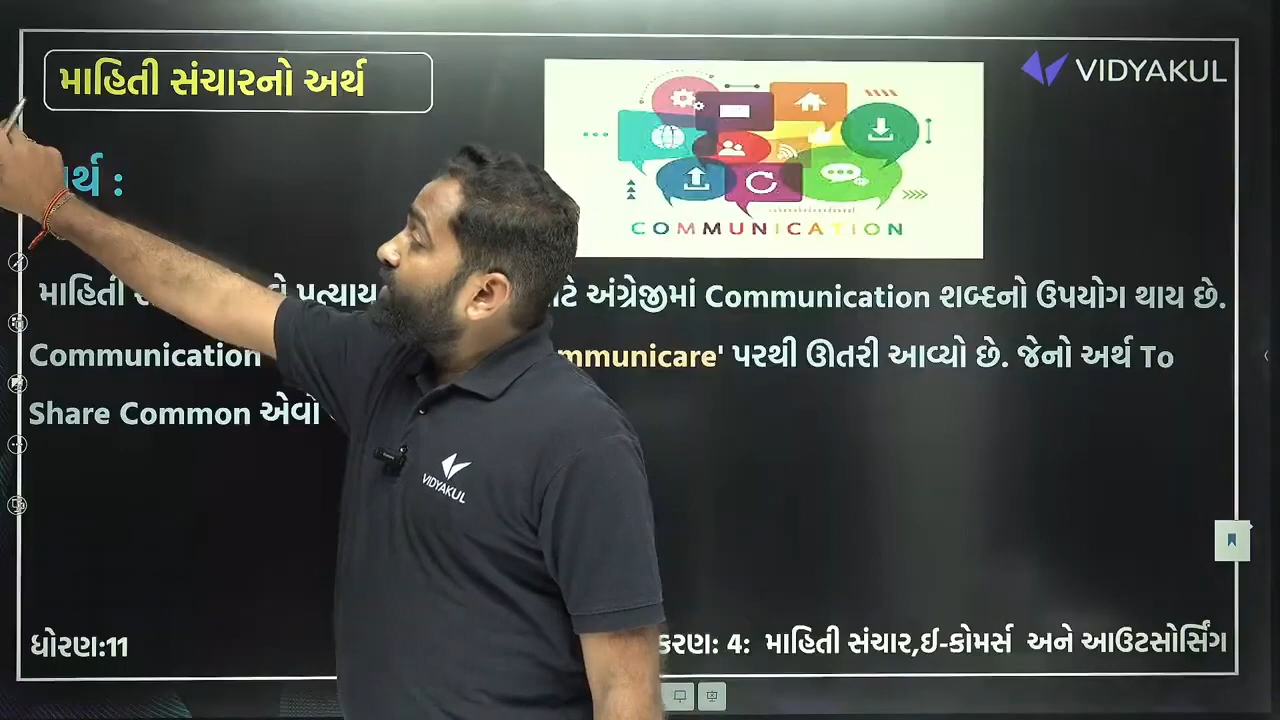 માહિતી સંચારનો અર્થ
VIDYAKUL
:
COMMUNICATION
માહિતી પ્રત્યાય અંગ્રેજીમાં Communication શબ્દનો ઉપયોગ થાય છે.
Communication mmunicare' પરથી ઊતરી આવ્યો છે. જેનો અર્થ To
Share Common એવો
VIDYAKUL
ધોરણ:11
કરણ: 4: માહિતી સંચાર,ઈ-કોમર્સ અને આઉટસોર્સિંગ